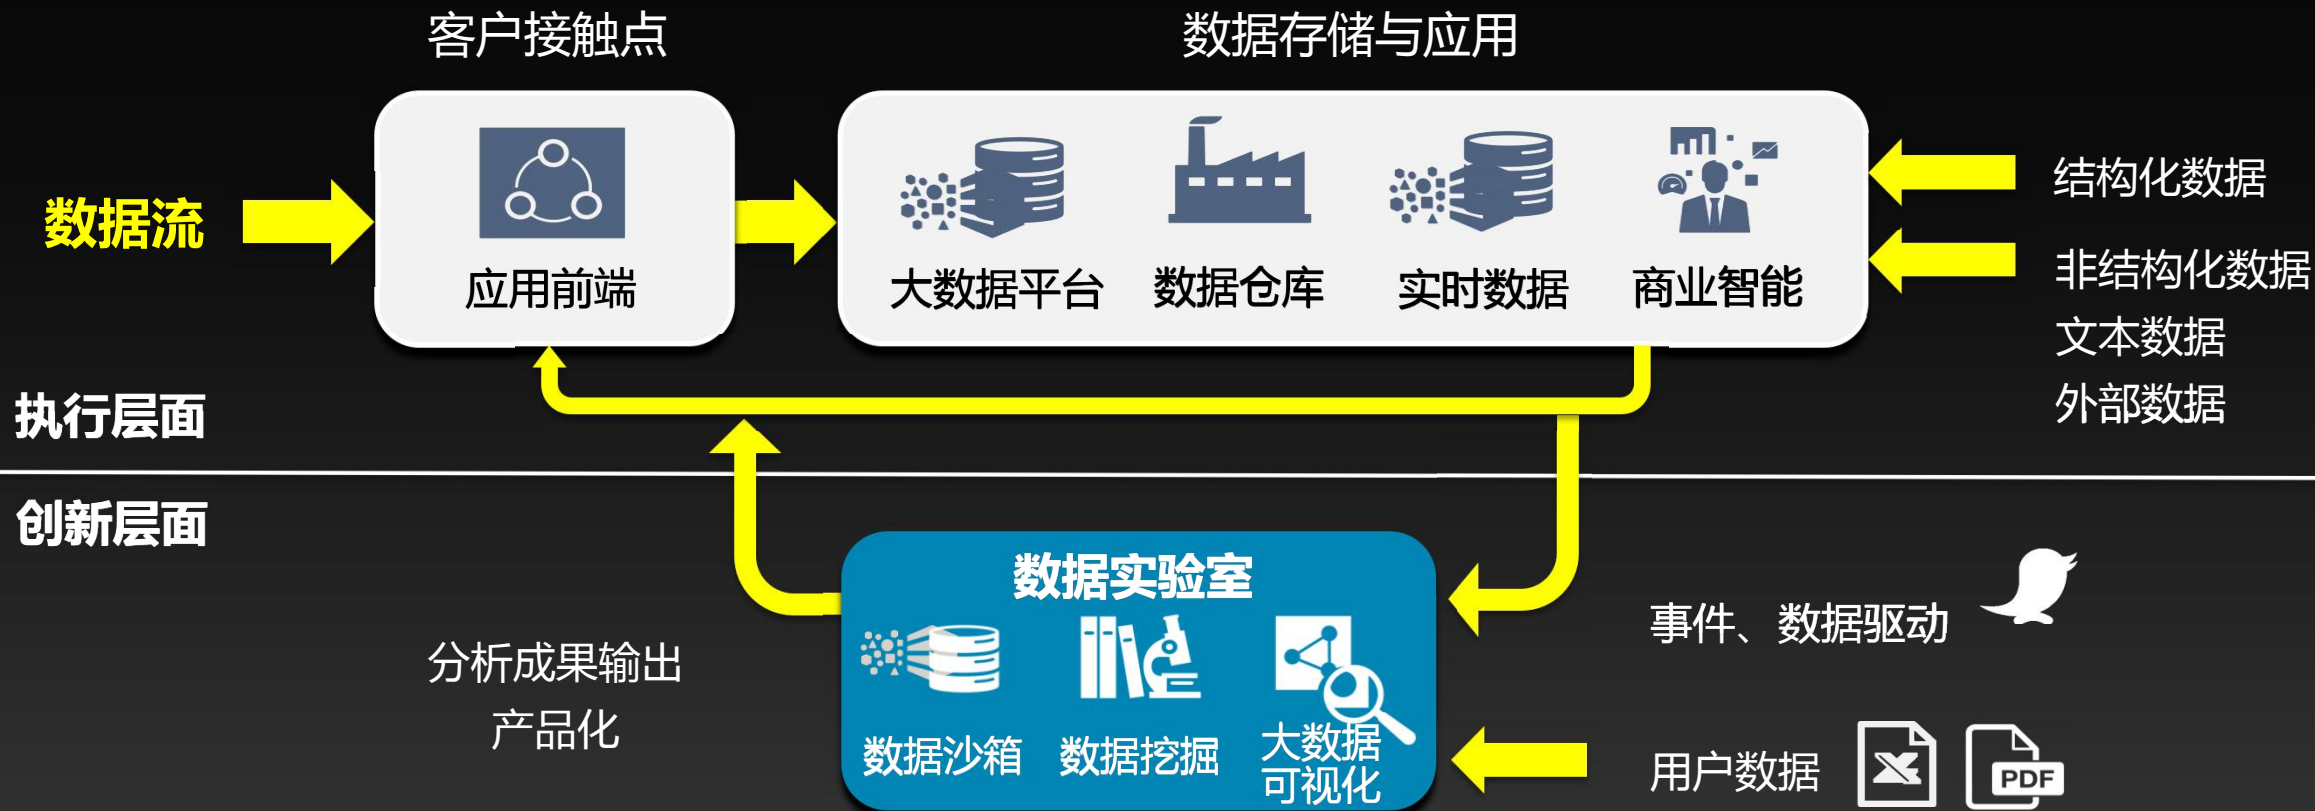 客户接触点
数据存储与应用
数据流
应用前端
大数据平台
数据仓库
实时数据
商业智能
结构化数据
非结构化数据
文本数据
外部数据
执行层面
创新层面
数据实验室
数据沙箱
数据挖掘
大数据
可视化
分析成果输出
产品化
事件、数据驱动
用户数据
PDF